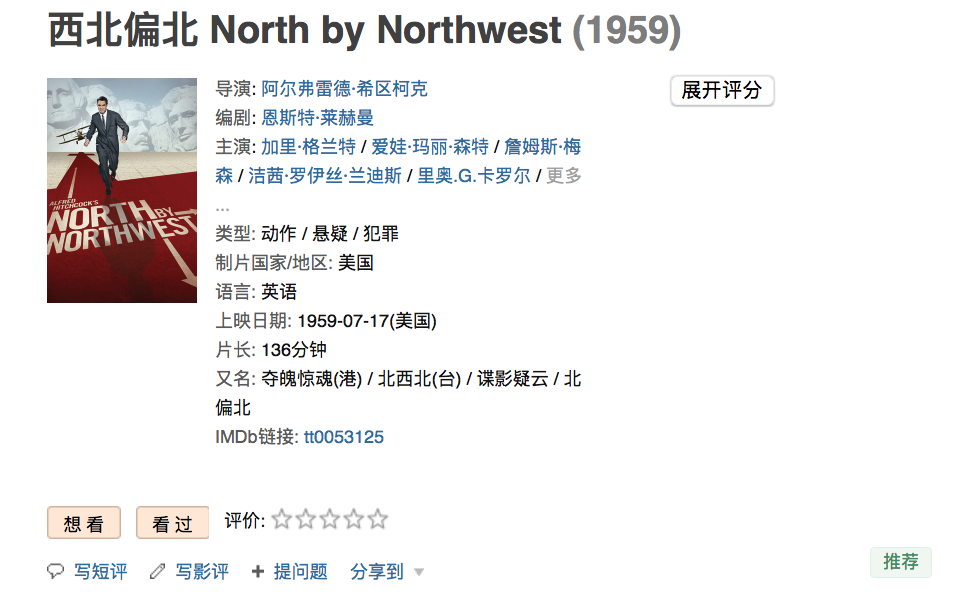 西北偏北 North by Northwest (1959)
ALFRED
HITCHCOCK'S
NORTH BY
NORTHWEST
导演: 阿尔弗雷德·希区柯克
编剧: 恩斯特·莱赫曼
主演: 加里·格兰特 / 爱娃·玛丽·森特 / 詹姆斯·梅
森 / 洁茜·罗伊丝·兰迪斯 / 里奥.G.卡罗尔 / 更多
...
类型: 动作 / 悬疑 / 犯罪
制片国家/地区: 美国
语言: 英语
上映日期: 1959-07-17(美国)
片长: 136分钟
又名: 夺魄惊魂(港) / 北西北(台) / 谍影疑云 / 北
偏北
IMDb链接: tt0053125
展开评分
想看 看过 评价:
写短评 写影评 + 提问题 分享到
推荐